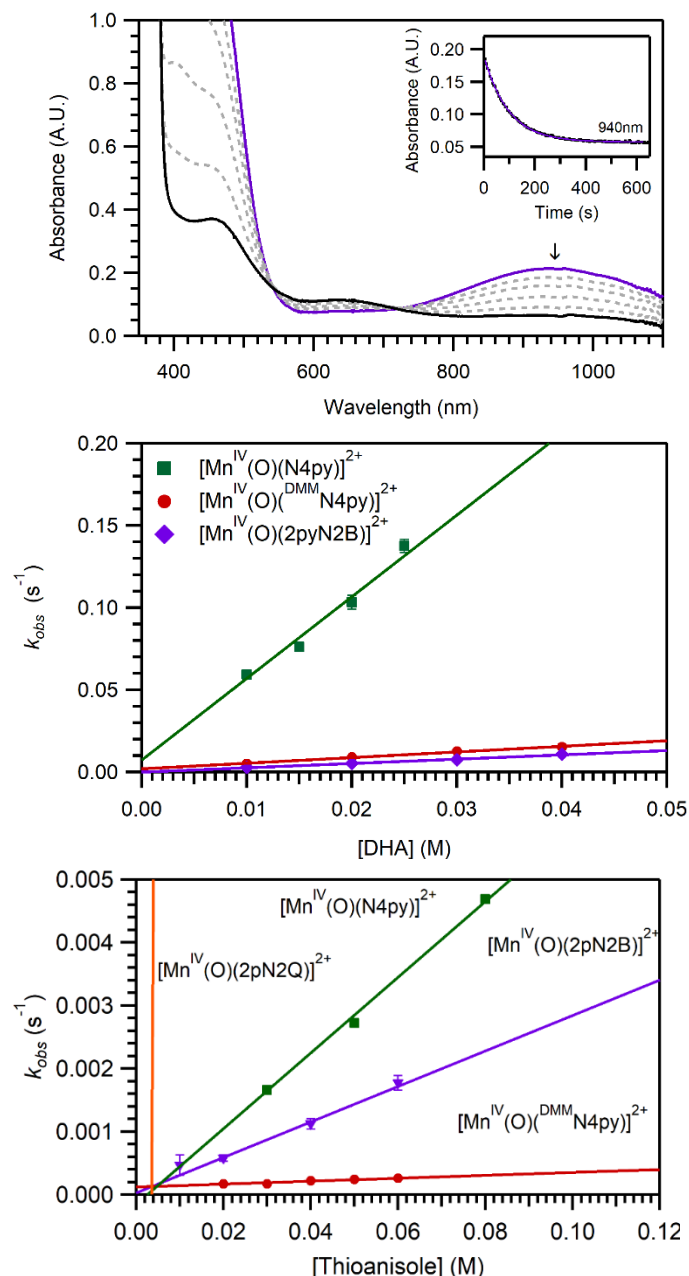 1.0
0.8
0.6
0.4
0.2
0.0
Absorbance (A.U.)
400
600
800
1000
Wavelength (nm)
0.20
0.15
0.10
0.05
Absorbance (A.U.)
940nm
0
200
400
600
Time (s)
↓
0.20
0.15
0.10
0.05
0.00
k_obs (s⁻¹)
[Mn^IV(O)(N4py)]²⁺
[Mn^IV(O)(^DMM N4py)]²⁺
[Mn^IV(O)(2pyN2B)]²⁺
0.00
0.01
0.02
0.03
0.04
0.05
[DHA] (M)
0.005
0.004
0.003
0.002
0.001
0.000
k_obs (s⁻¹)
[Mn^IV(O)(N4py)]²⁺
[Mn^IV(O)(2pN2B)]²⁺
[Mn^IV(O)(2pN2Q)]²⁺
[Mn^IV(O)(^DMM N4py)]²⁺
0.00
0.02
0.04
0.06
0.08
0.10
0.12
[Thioanisole] (M)